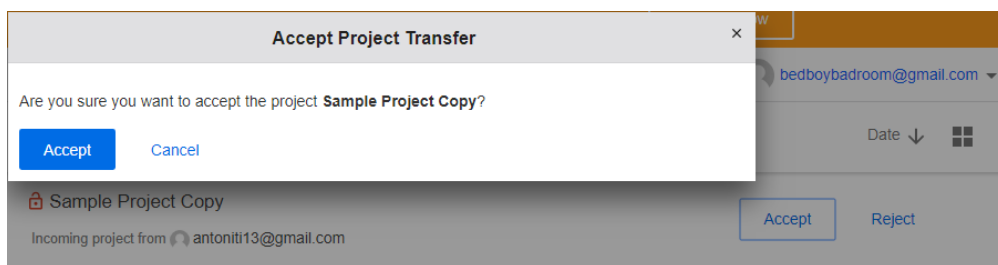 Accept Project Transfer ×
Are you sure you want to accept the project Sample Project Copy?
Accept Cancel
bedboybadroom@gmail.com
Date
Sample Project Copy
Incoming project from antoniti13@gmail.com
Accept Reject